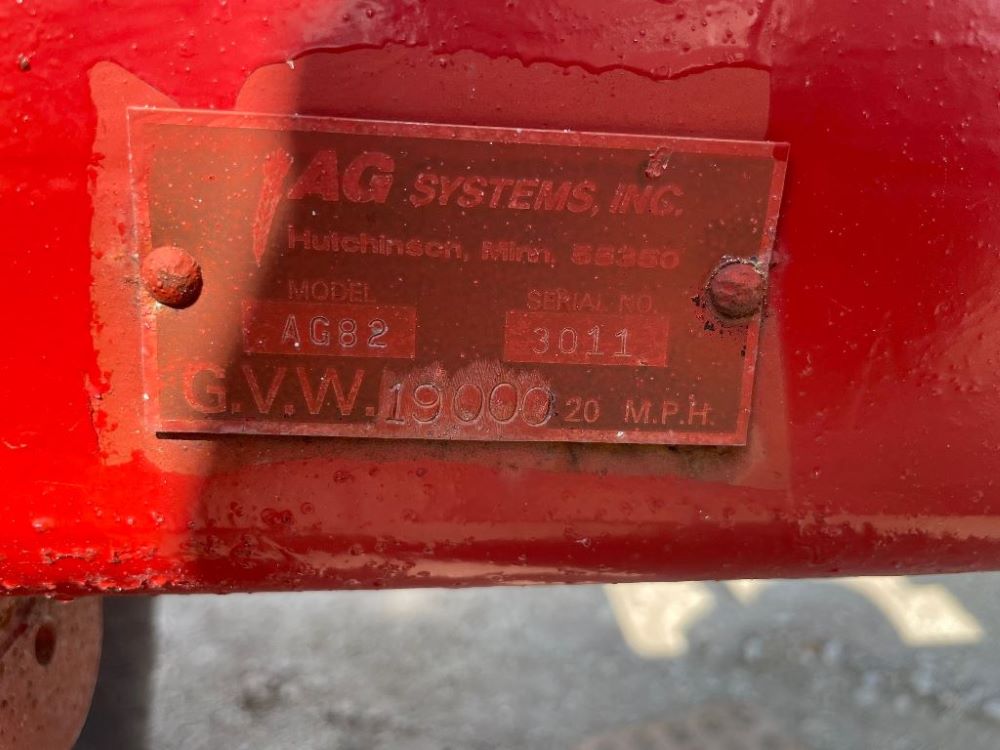 AG SYSTEMS, INC.
Hutchinson, Minn. 55350
MODEL SERIAL NO.
AG82 3011
G.V.W. 19000 20 M.P.H.